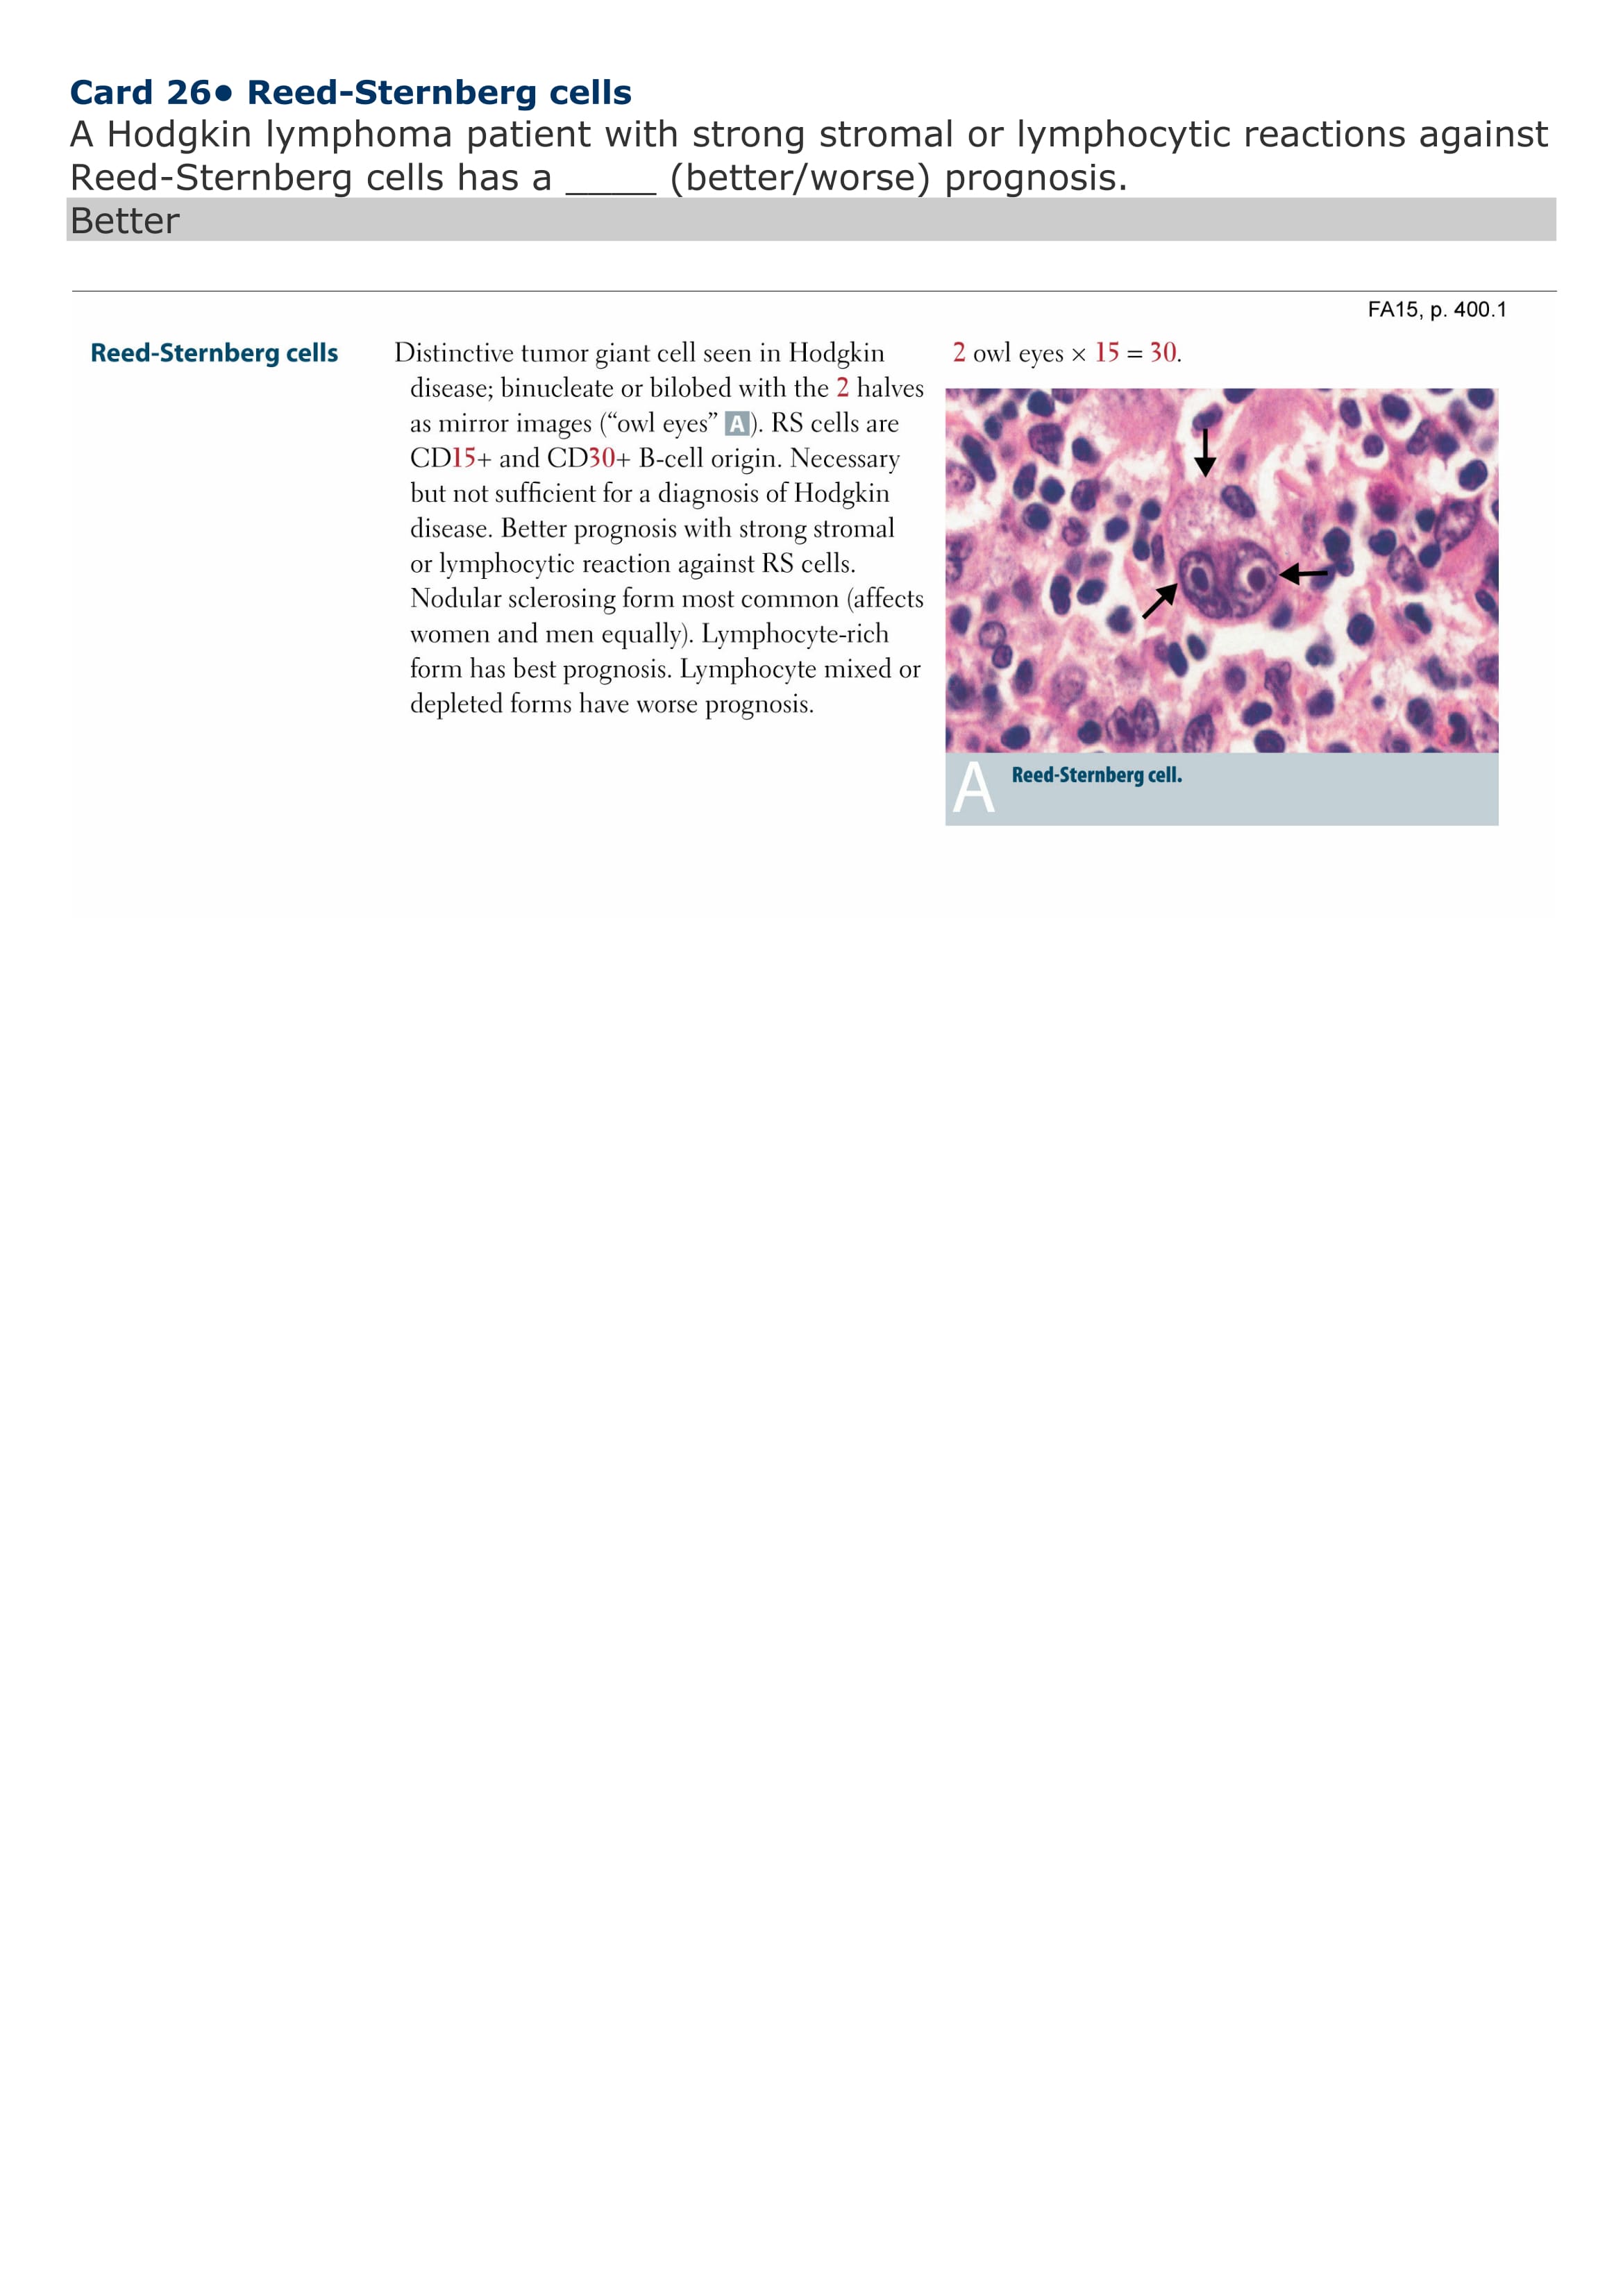 Card 26• Reed-Sternberg cells
A Hodgkin lymphoma patient with strong stromal or lymphocytic reactions against
Reed-Sternberg cells has a ____ (better/worse) prognosis.
Better
FA15, p. 400.1
Reed-Sternberg cells
Distinctive tumor giant cell seen in Hodgkin
disease; binucleate or bilobed with the 2 halves
as mirror images (“owl eyes” A). RS cells are
CD15+ and CD30+ B-cell origin. Necessary
but not sufficient for a diagnosis of Hodgkin
disease. Better prognosis with strong stromal
or lymphocytic reaction against RS cells.
Nodular sclerosing form most common (affects
women and men equally). Lymphocyte-rich
form has best prognosis. Lymphocyte mixed or
depleted forms have worse prognosis.
2 owl eyes × 15 = 30.
A Reed-Sternberg cell.